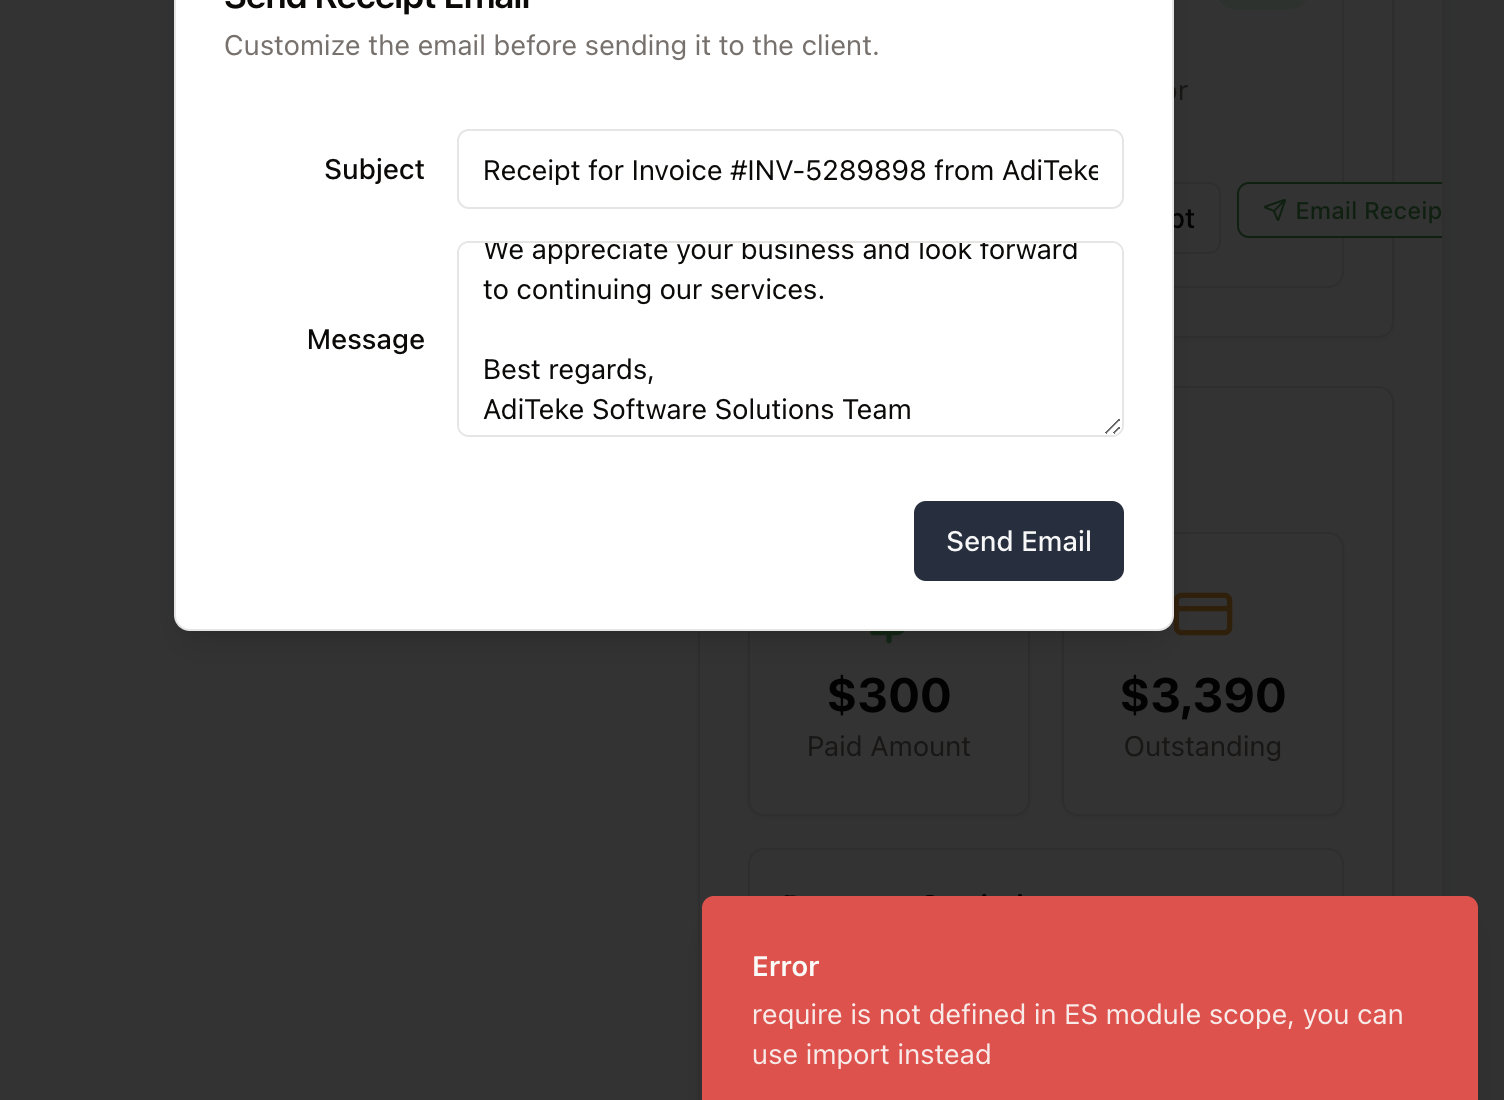 Send Receipt Email
Customize the email before sending it to the client.
Subject
Receipt for Invoice #INV-5289898 from AdiTeke
Message
We appreciate your business and look forward
to continuing our services.
Best regards,
AdiTeke Software Solutions Team
Send Email
Email Receip
$300
Paid Amount
$3,390
Outstanding
Error
require is not defined in ES module scope, you can
use import instead